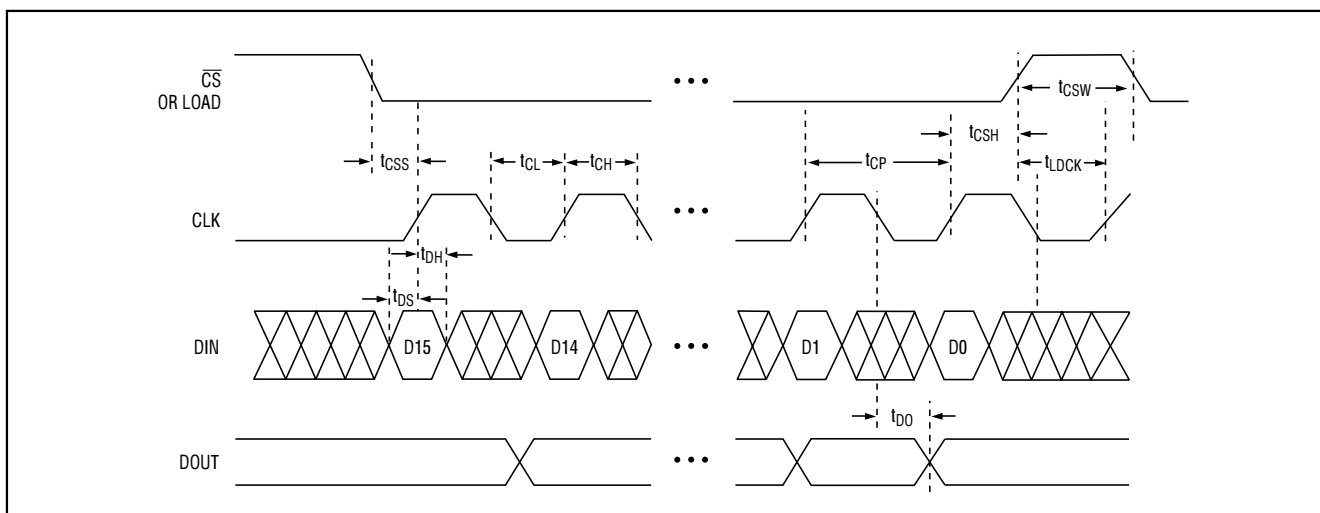 CS
OR LOAD
tCSW
tCSH
tCSS
tCL
tCH
tCP
tLDCK
CLK
tDH
tDS
DIN
D15
D14
D1
D0
tDO
DOUT